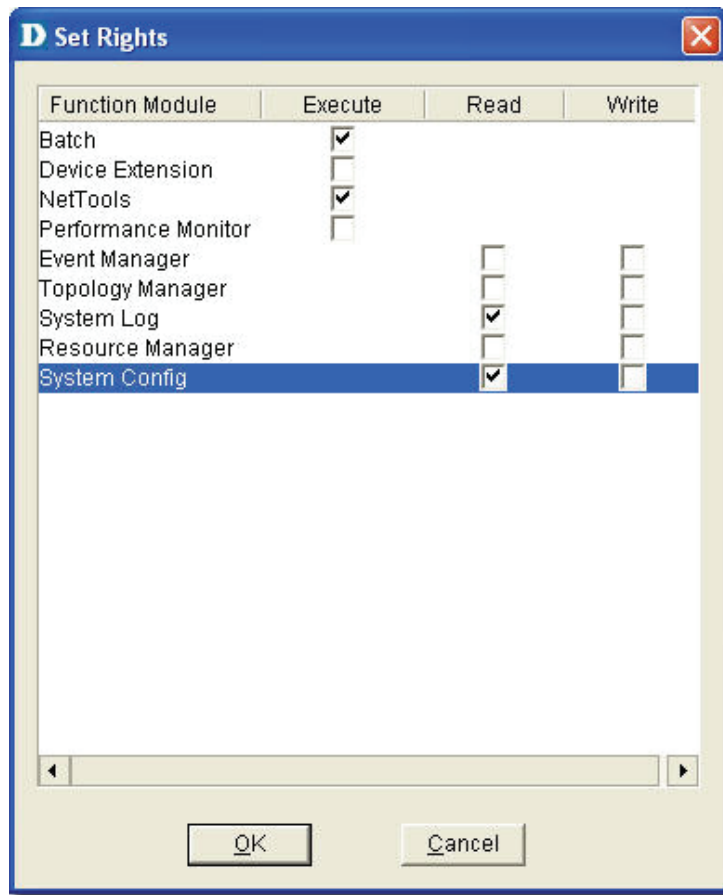 D Set Rights
Function Module Execute Read Write
Batch
Device Extension
NetTools
Performance Monitor
Event Manager
Topology Manager
System Log
Resource Manager
System Config
OK Cancel